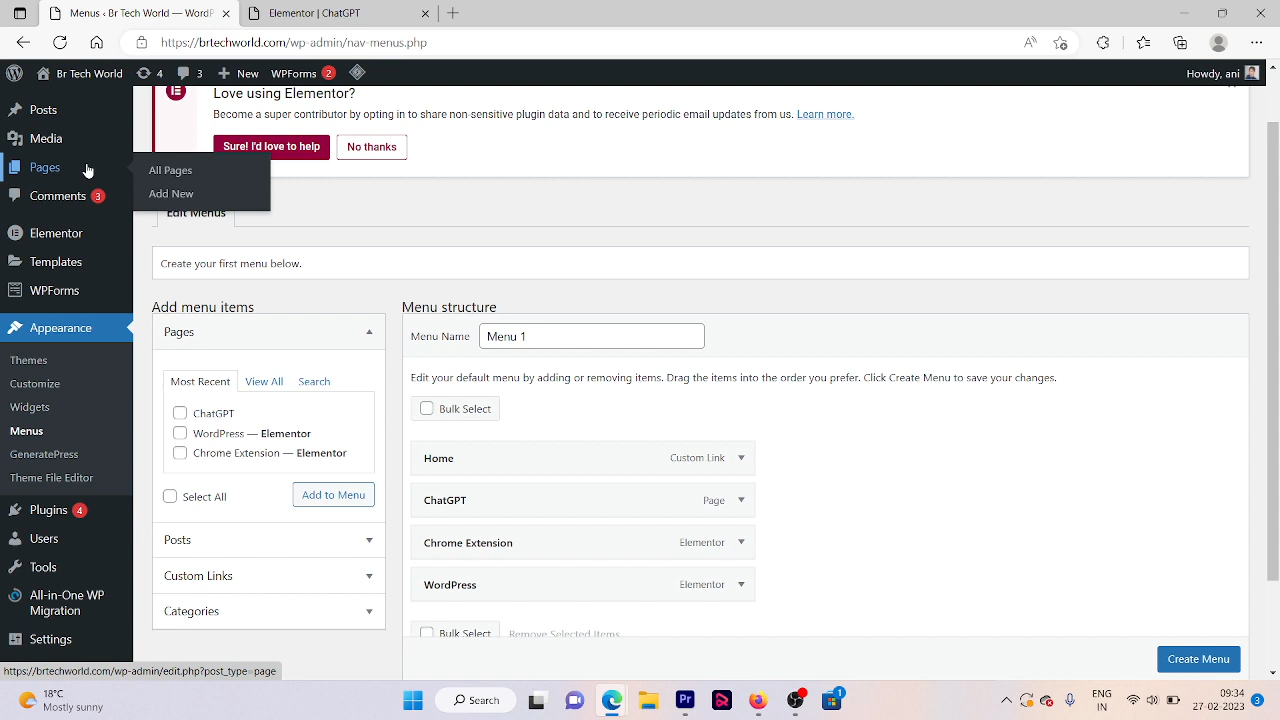 Menus ‹ Br Tech World — WordP
Elementor | ChatGPT
https://brtechworld.com/wp-admin/nav-menus.php
Br Tech World
4
3
New
WPForms 2
Howdy, ani
Posts
Media
Pages
Comments 3
Elementor
Templates
WPForms
Appearance
Themes
Customize
Widgets
Menus
GeneratePress
Theme File Editor
Plugins 4
Users
Tools
All-in-One WP
Migration
Settings
All Pages
Add New
Love using Elementor?
Become a super contributor by opting in to share non-sensitive plugin data and to receive periodic email updates from us. Learn more.
Sure! I'd love to help
No thanks
Edit Menus
Create your first menu below.
Add menu items
Pages
Most Recent View All Search
ChatGPT
WordPress — Elementor
Chrome Extension — Elementor
Select All
Add to Menu
Posts
Custom Links
Categories
Menu structure
Menu Name Menu 1
Edit your default menu by adding or removing items. Drag the items into the order you prefer. Click Create Menu to save your changes.
Bulk Select
Home Custom Link
ChatGPT Page
Chrome Extension Elementor
WordPress Elementor
Bulk Select Remove Selected Items
Create Menu
https://brtechworld.com/wp-admin/edit.php?post_type=page
18°C
Mostly sunny
Search
Pr
1
ENG
IN
09:34
27-02-2023
3